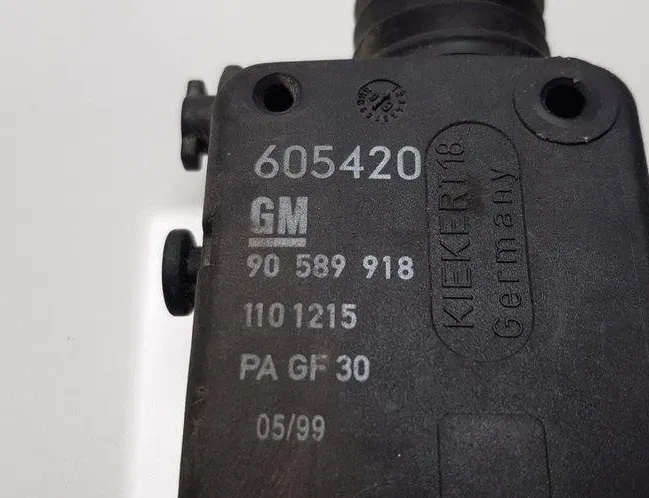 605420
GM
90 589 918
110 1215
PA GF 30
05/99
KIEKERT 18
Germany